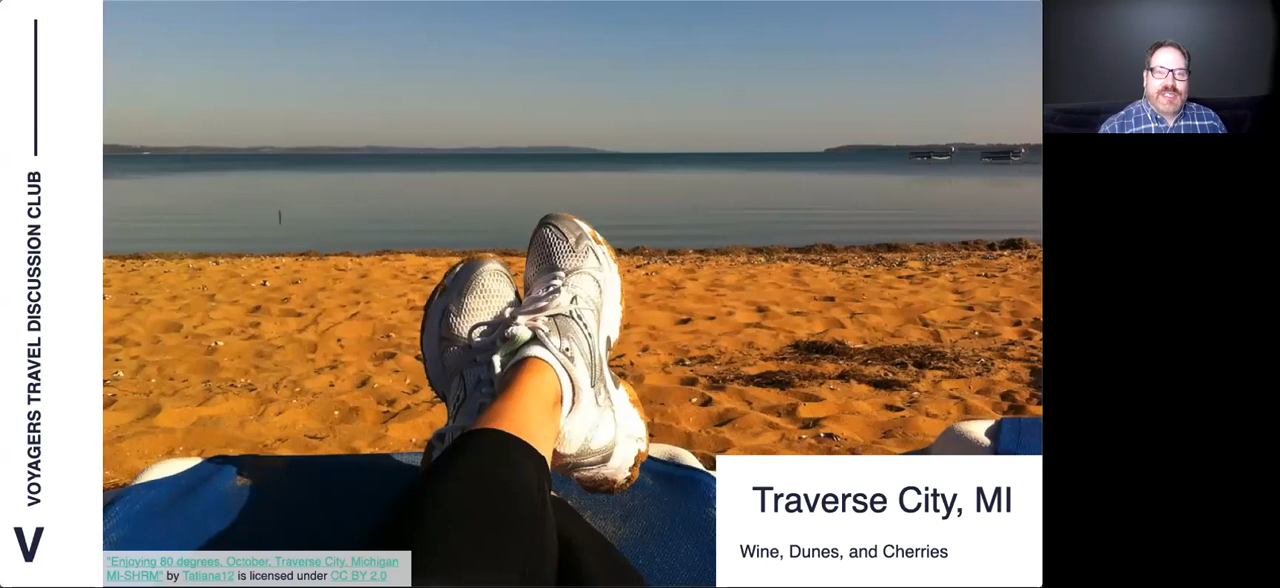 VOYAGERS TRAVEL DISCUSSION CLUB
V
Traverse City, MI
Wine, Dunes, and Cherries
"Enjoying 80 degrees, October, Traverse City, Michigan
MI-SHRM" by Tatiana12 is licensed under CC BY 2.0